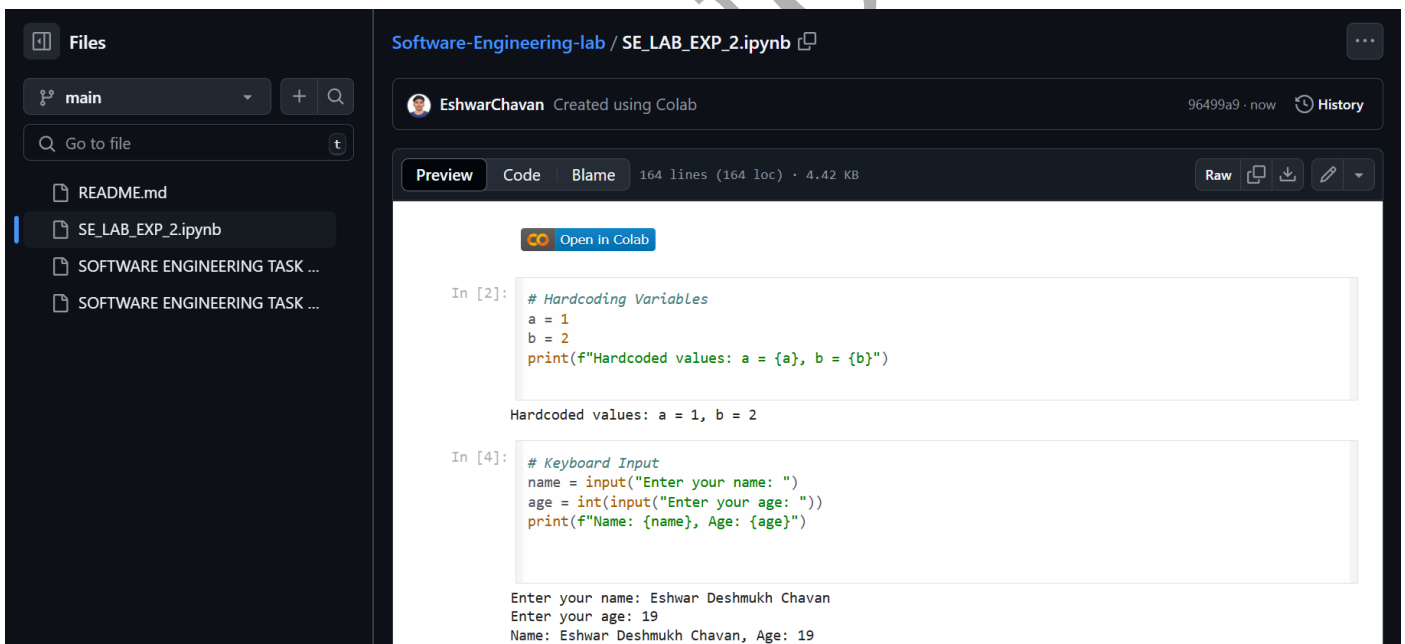 Files
main
Go to file
t
README.md
SE_LAB_EXP_2.ipynb
SOFTWARE ENGINEERING TASK ...
SOFTWARE ENGINEERING TASK ...
Software-Engineering-lab / SE_LAB_EXP_2.ipynb
EshwarChavan Created using Colab
96499a9 · now History
Preview Code Blame 164 lines (164 loc) · 4.42 KB
Raw
CO Open in Colab
In [2]:
# Hardcoding Variables
a = 1
b = 2
print(f"Hardcoded values: a = {a}, b = {b}")
Hardcoded values: a = 1, b = 2
In [4]:
# Keyboard Input
name = input("Enter your name: ")
age = int(input("Enter your age: "))
print(f"Name: {name}, Age: {age}")
Enter your name: Eshwar Deshmukh Chavan
Enter your age: 19
Name: Eshwar Deshmukh Chavan, Age: 19